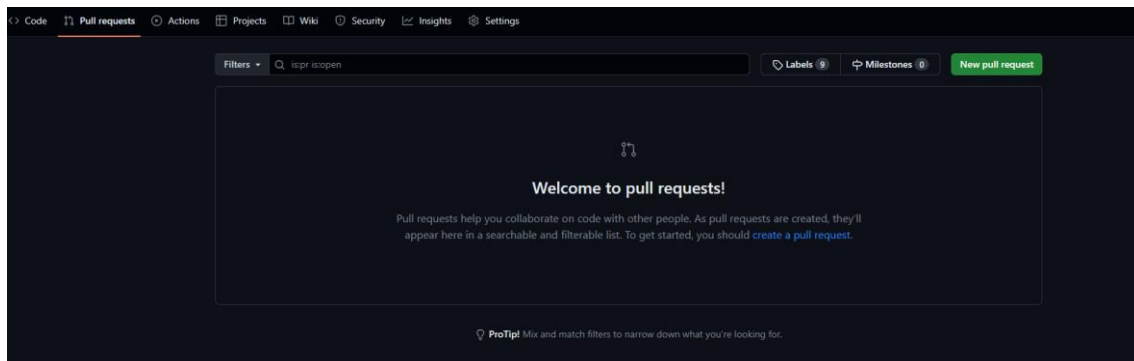 <> Code Pull requests Actions Projects Wiki Security Insights Settings
Filters is:pr is:open Labels 9 Milestones 0 New pull request
Welcome to pull requests!
Pull requests help you collaborate on code with other people. As pull requests are created, they'll
appear here in a searchable and filterable list. To get started, you should create a pull request.
ProTip! Mix and match filters to narrow down what you're looking for.